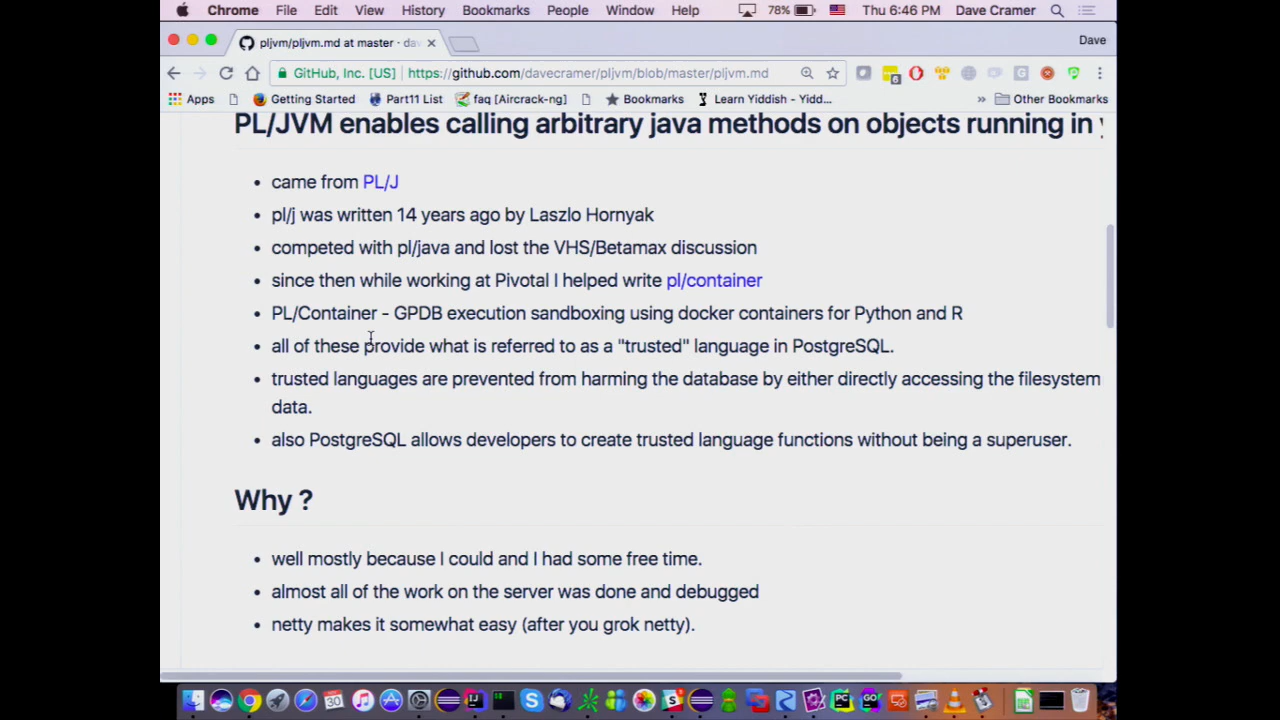 Chrome File Edit View History Bookmarks People Window Help 78% Thu 6:46 PM Dave Cramer
pljvm/pljvm.md at master · dav Dave
GitHub, Inc. [US] https://github.com/davecramer/pljvm/blob/master/pljvm.md
Apps Getting Started Part11 List faq [Aircrack-ng] Bookmarks Learn Yiddish - Yidd... » Other Bookmarks
PL/JVM enables calling arbitrary java methods on objects running in y
• came from PL/J
• pl/j was written 14 years ago by Laszlo Hornyak
• competed with pl/java and lost the VHS/Betamax discussion
• since then while working at Pivotal I helped write pl/container
• PL/Container - GPDB execution sandboxing using docker containers for Python and R
• all of these provide what is referred to as a "trusted" language in PostgreSQL.
• trusted languages are prevented from harming the database by either directly accessing the filesystem
data.
• also PostgreSQL allows developers to create trusted language functions without being a superuser.
Why ?
• well mostly because I could and I had some free time.
• almost all of the work on the server was done and debugged
• netty makes it somewhat easy (after you grok netty).